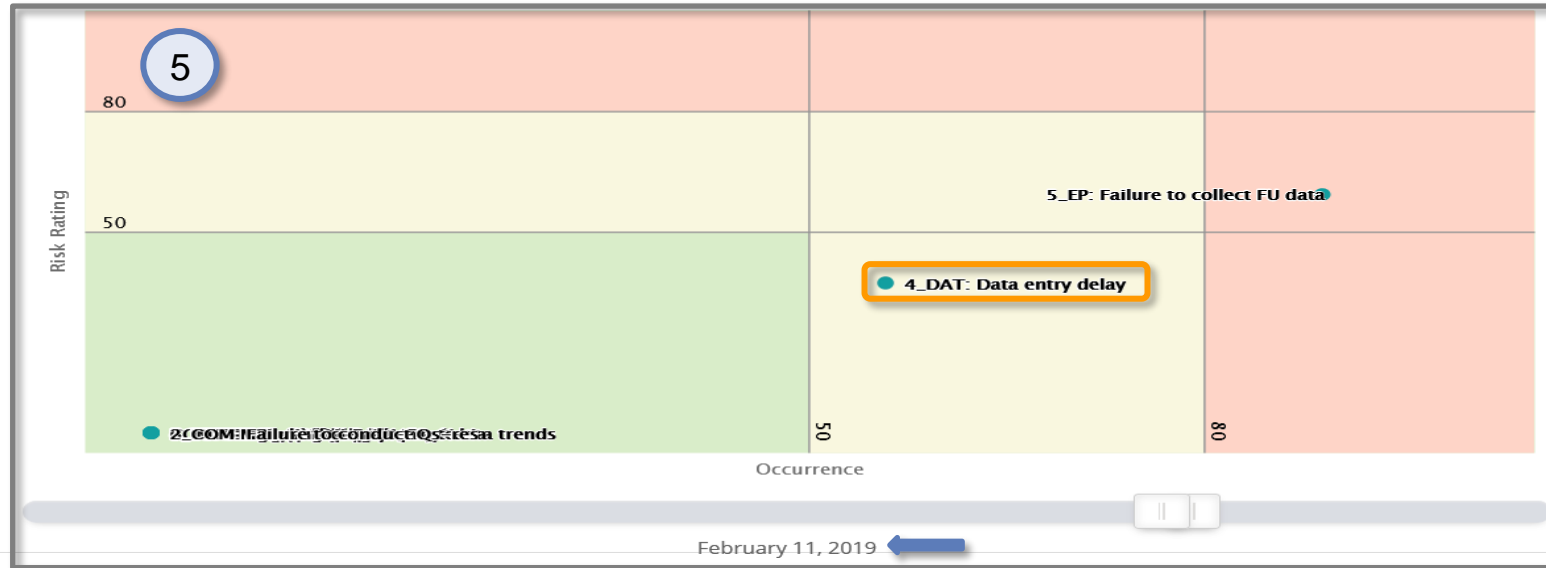 5
80
5_EP: Failure to collect FU data
50
Risk Rating
4_DAT: Data entry delay
trends
50
80
Occurrence
February 11, 2019